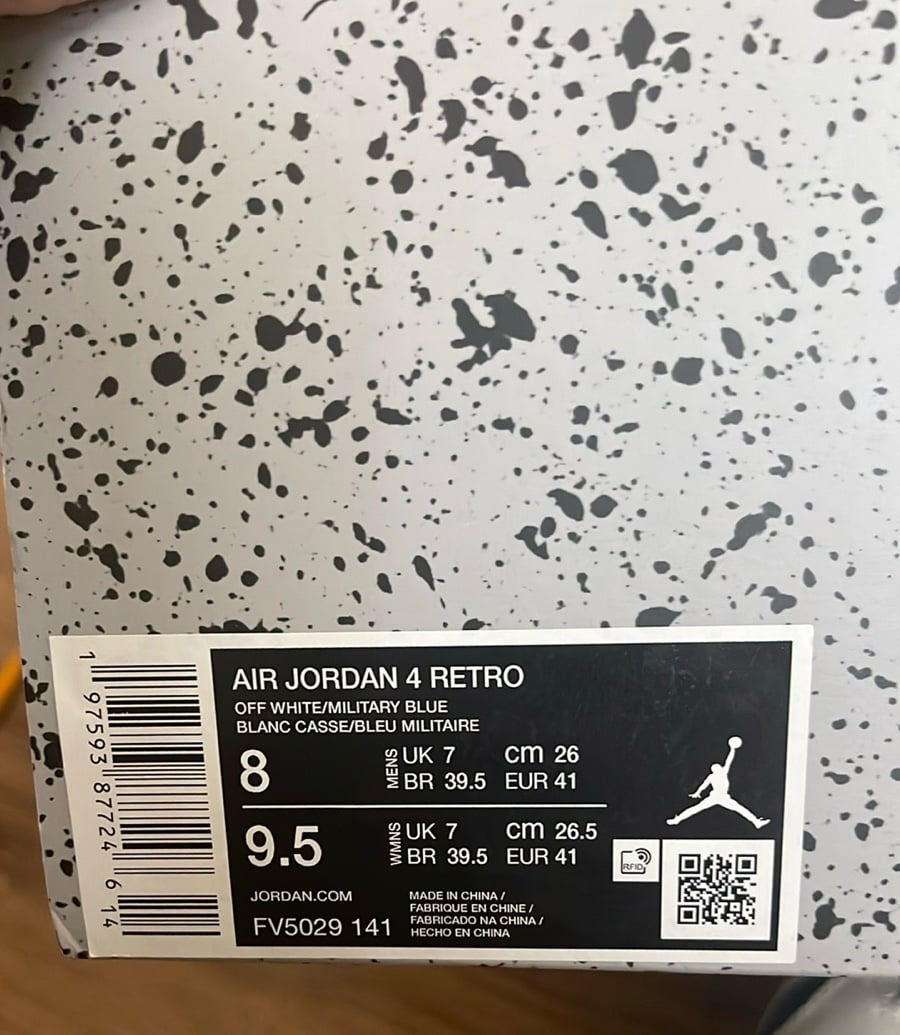 AIR JORDAN 4 RETRO
OFF WHITE/MILITARY BLUE
BLANC CASSE/BLEU MILITAIRE
8 MENS UK 7 cm 26
BR 39.5 EUR 41
9.5 WMNS UK 7 cm 26.5
BR 39.5 EUR 41
RFID
JORDAN.COM
FV5029 141
MADE IN CHINA /
FABRIQUE EN CHINE /
FABRICADO NA CHINA /
HECHO EN CHINA
1 97593 87724 6 14